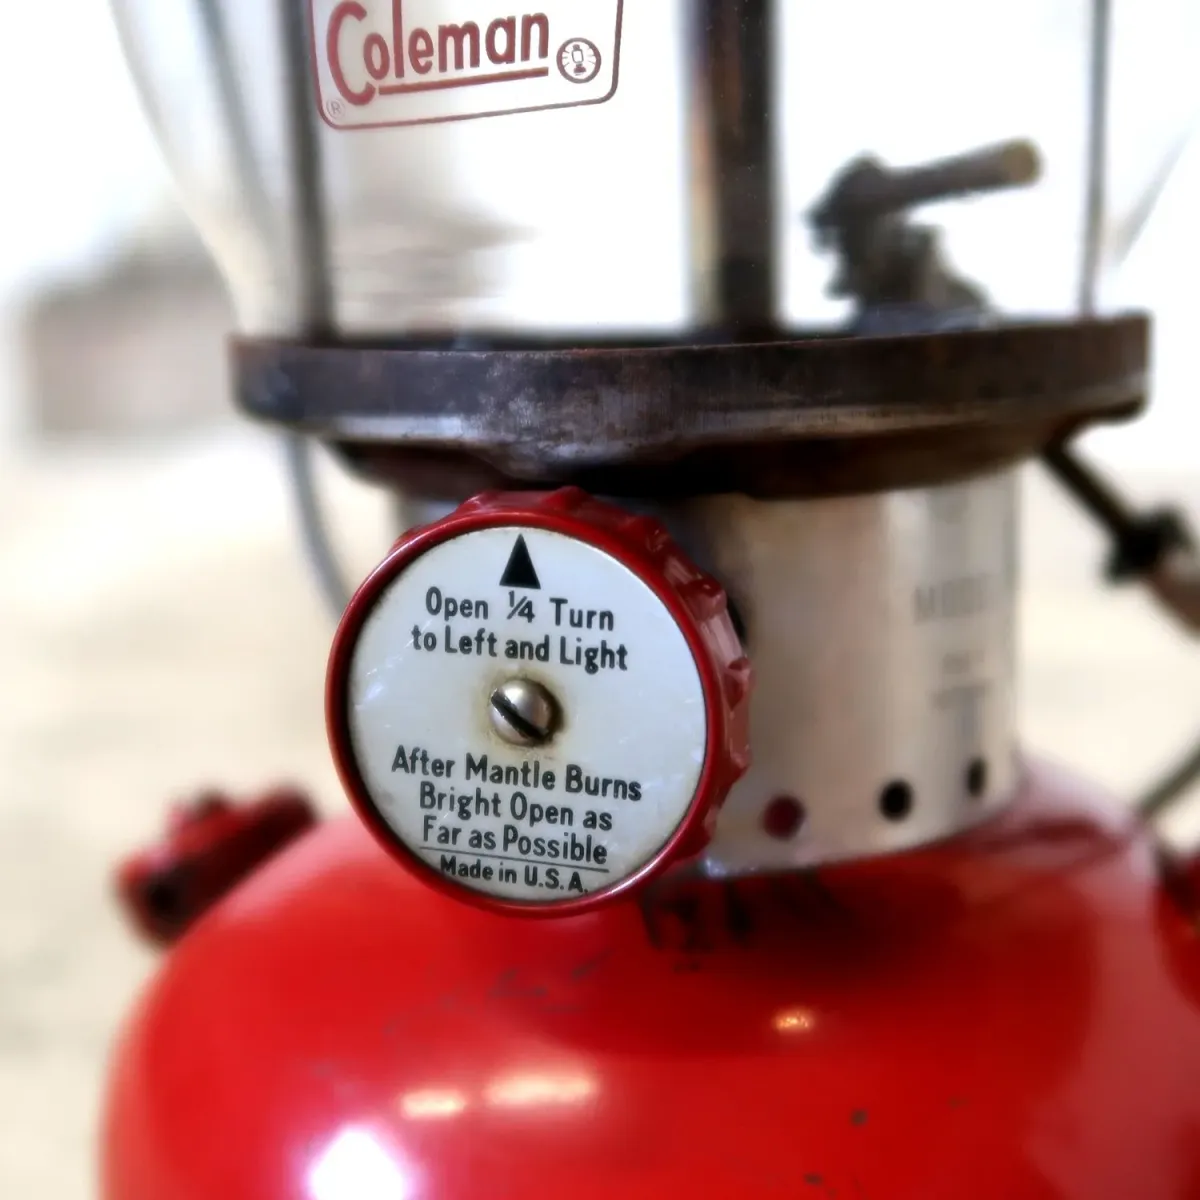 Coleman
®
Open ¼ Turn
to Left and Light
After Mantle Burns
Bright Open as
Far as Possible
Made in U.S.A.